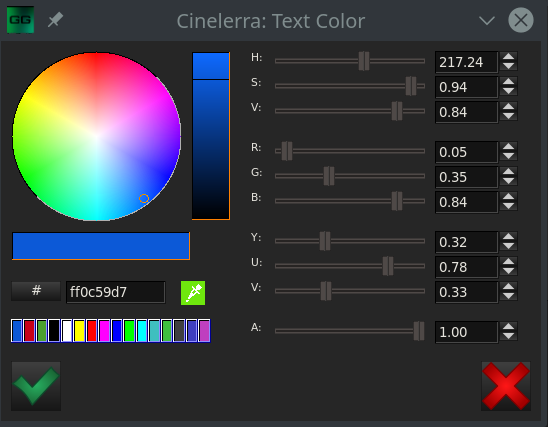 GG Cinelerra: Text Color
H: 217.24
S: 0.94
V: 0.84
R: 0.05
G: 0.35
B: 0.84
Y: 0.32
U: 0.78
V: 0.33
A: 1.00
# ff0c59d7